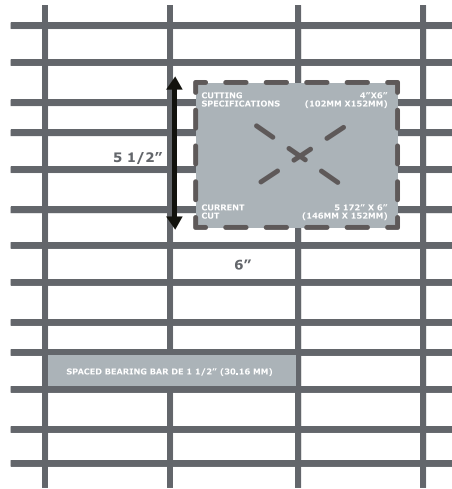 CUTTING 4"X6"
SPECIFICATIONS (102MM X152MM)
5 1/2"
CURRENT 5 172" X 6"
CUT (146MM X 152MM)
6"
SPACED BEARING BAR DE 1 1/2" (30.16 MM)